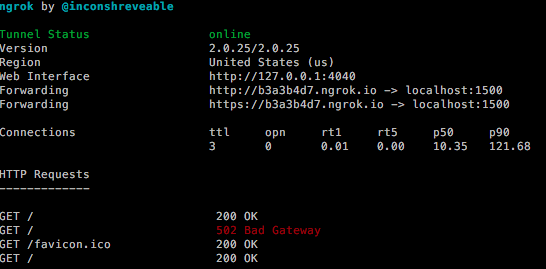 ngrok by @inconshreveable
Tunnel Status online
Version 2.0.25/2.0.25
Region United States (us)
Web Interface http://127.0.0.1:4040
Forwarding http://b3a3b4d7.ngrok.io -> localhost:1500
Forwarding https://b3a3b4d7.ngrok.io -> localhost:1500
Connections ttl opn rt1 rt5 p50 p90
3 0 0.01 0.00 10.35 121.68
HTTP Requests
-------------
GET / 200 OK
GET / 502 Bad Gateway
GET /favicon.ico 200 OK
GET / 200 OK